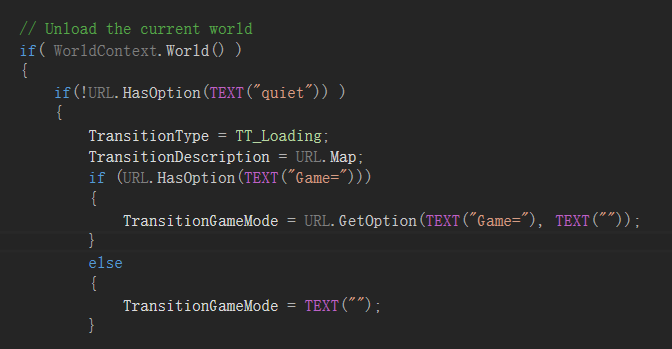 // Unload the current world
if( WorldContext.World() )
{
if(!URL.HasOption(TEXT("quiet")) )
{
TransitionType = TT_Loading;
TransitionDescription = URL.Map;
if (URL.HasOption(TEXT("Game=")))
{
TransitionGameMode = URL.GetOption(TEXT("Game="), TEXT(""));
}
else
{
TransitionGameMode = TEXT("");
}